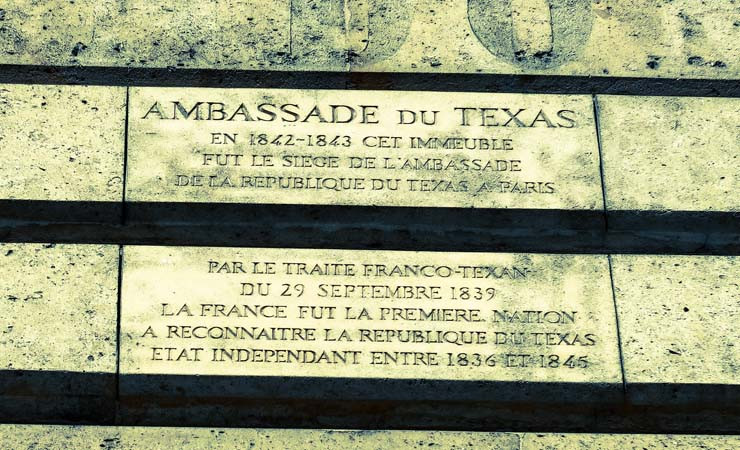 AMBASSADE DU TEXAS
EN 1842-1843 CET IMMEUBLE
FUT LE SIEGE DE L'AMBASSADE
DE LA REPUBLIQUE DU TEXAS A PARIS
PAR LE TRAITE FRANCO-TEXAN
DU 29 SEPTEMBRE 1839
LA FRANCE FUT LA PREMIERE NATION
A RECONNAITRE LA REPUBLIQUE DU TEXAS
ETAT INDEPENDANT ENTRE 1836 ET 1845